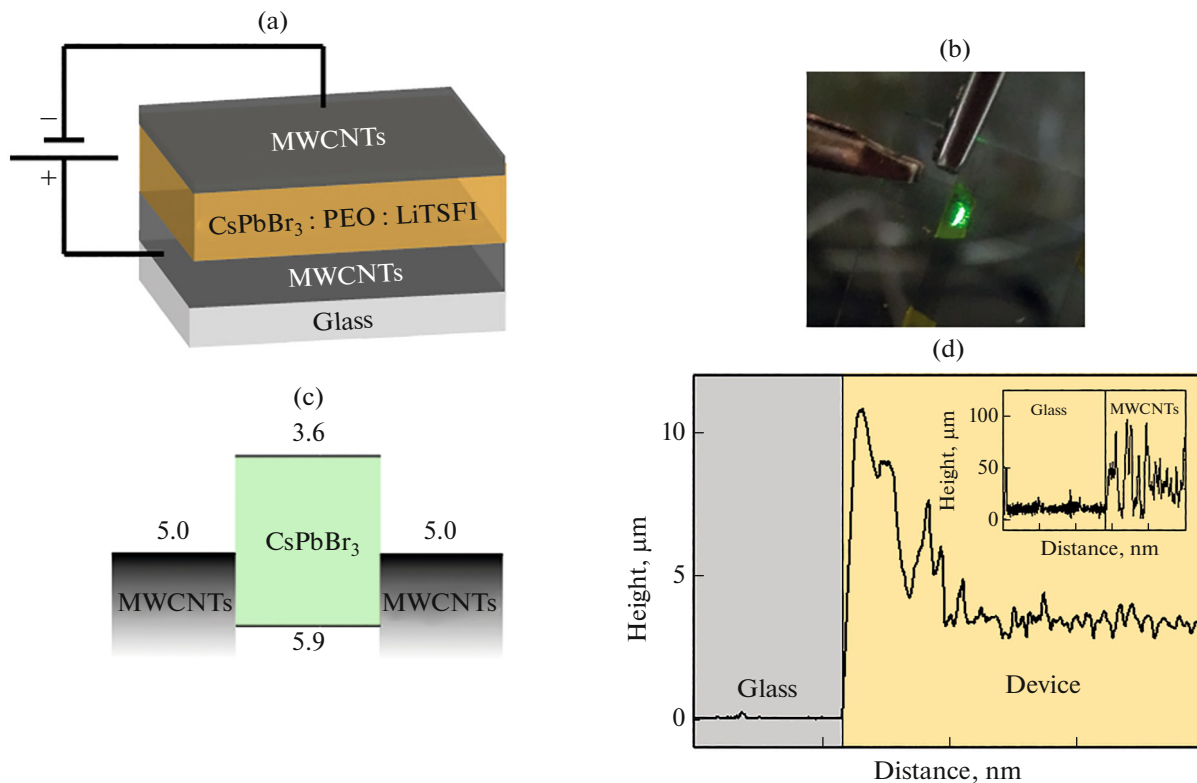 (a)
−
+
MWCNTs
CsPbBr₃ : PEO : LiTSFI
MWCNTs
Glass
(b)
(c)
3.6
5.0
CsPbBr₃
5.0
MWCNTs
MWCNTs
5.9
(d)
Height, μm
10
5
0
Glass
Device
Distance, nm
Height, μm
100
50
0
Glass
MWCNTs
Distance, nm